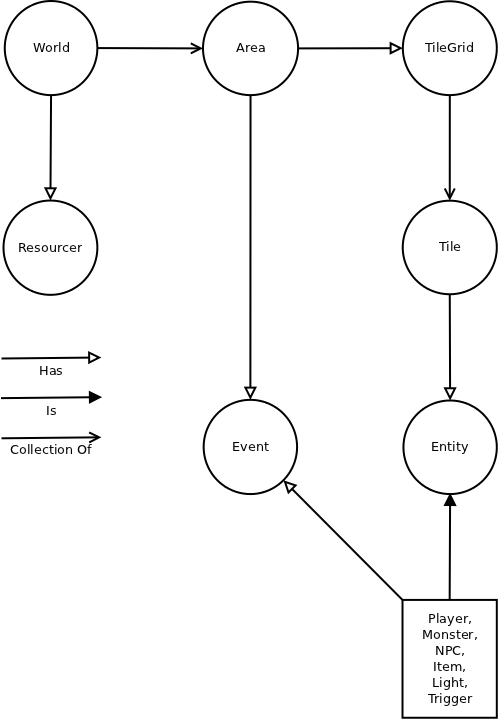 World
Area
TileGrid
Resourcer
Tile
Has
Is
Collection Of
Event
Entity
Player,
Monster,
NPC,
Item,
Light,
Trigger